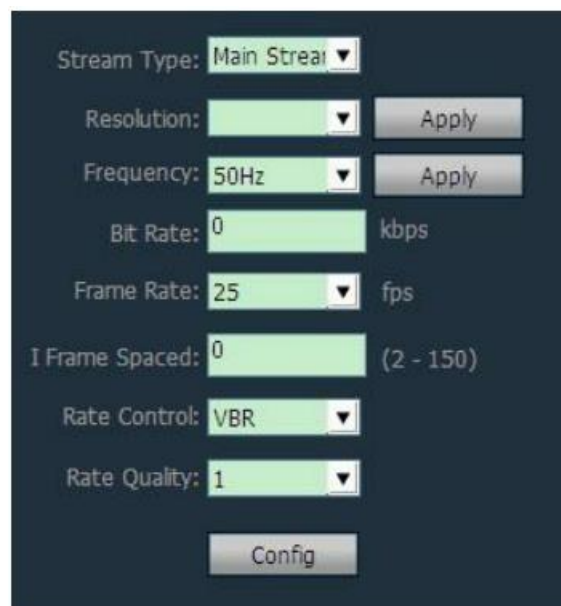 Stream Type: Main Strear
Resolution: Apply
Frequency: 50Hz Apply
Bit Rate: 0 kbps
Frame Rate: 25 fps
I Frame Spaced: 0 (2 - 150)
Rate Control: VBR
Rate Quality: 1
Config